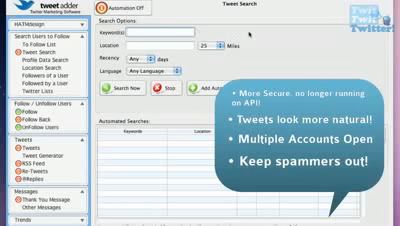 tweet adder
Twitter Marketing Software
Automation Off
Tweet Search
Twit
Twit
Twitter!
HATMdesign
Search Users to Follow
To Follow List
Tweet Search
Profile Data Search
Location Search
Followers of a User
Followed by a User
Twitter Lists
Follow / Unfollow Users
Follow
Follow Back
UnFollow Users
Tweets
Tweets
Tweet Generator
RSS Feed
Re-Tweets
@Replies
Messages
Thank You Message
Other Messages
Trends
Search Options:
Keyword(s)
Location
25
Miles
Recency
Any
days
Language
Any Language
Search Now
Stop
Add Auto
Automated Searches:
Keywords
Location
• More Secure. no longer running
on API!
• Tweets look more natural!
• Multiple Accounts Open
• Keep spammers out!